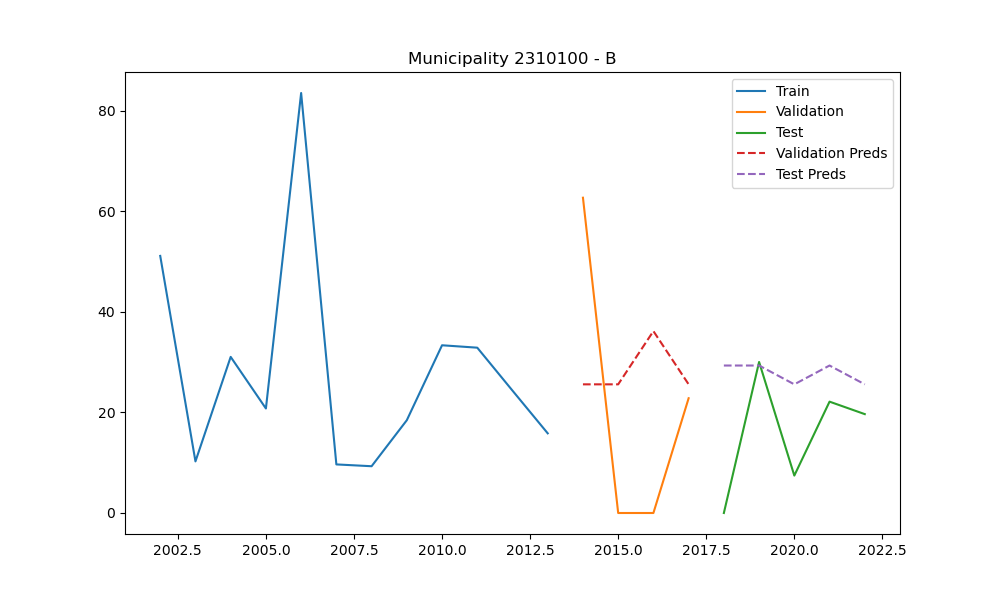 Municipality 2310100 - B
Train
Validation
Test
Validation Preds
Test Preds
80
60
40
20
0
2002.5 2005.0 2007.5 2010.0 2012.5 2015.0 2017.5 2020.0 2022.5